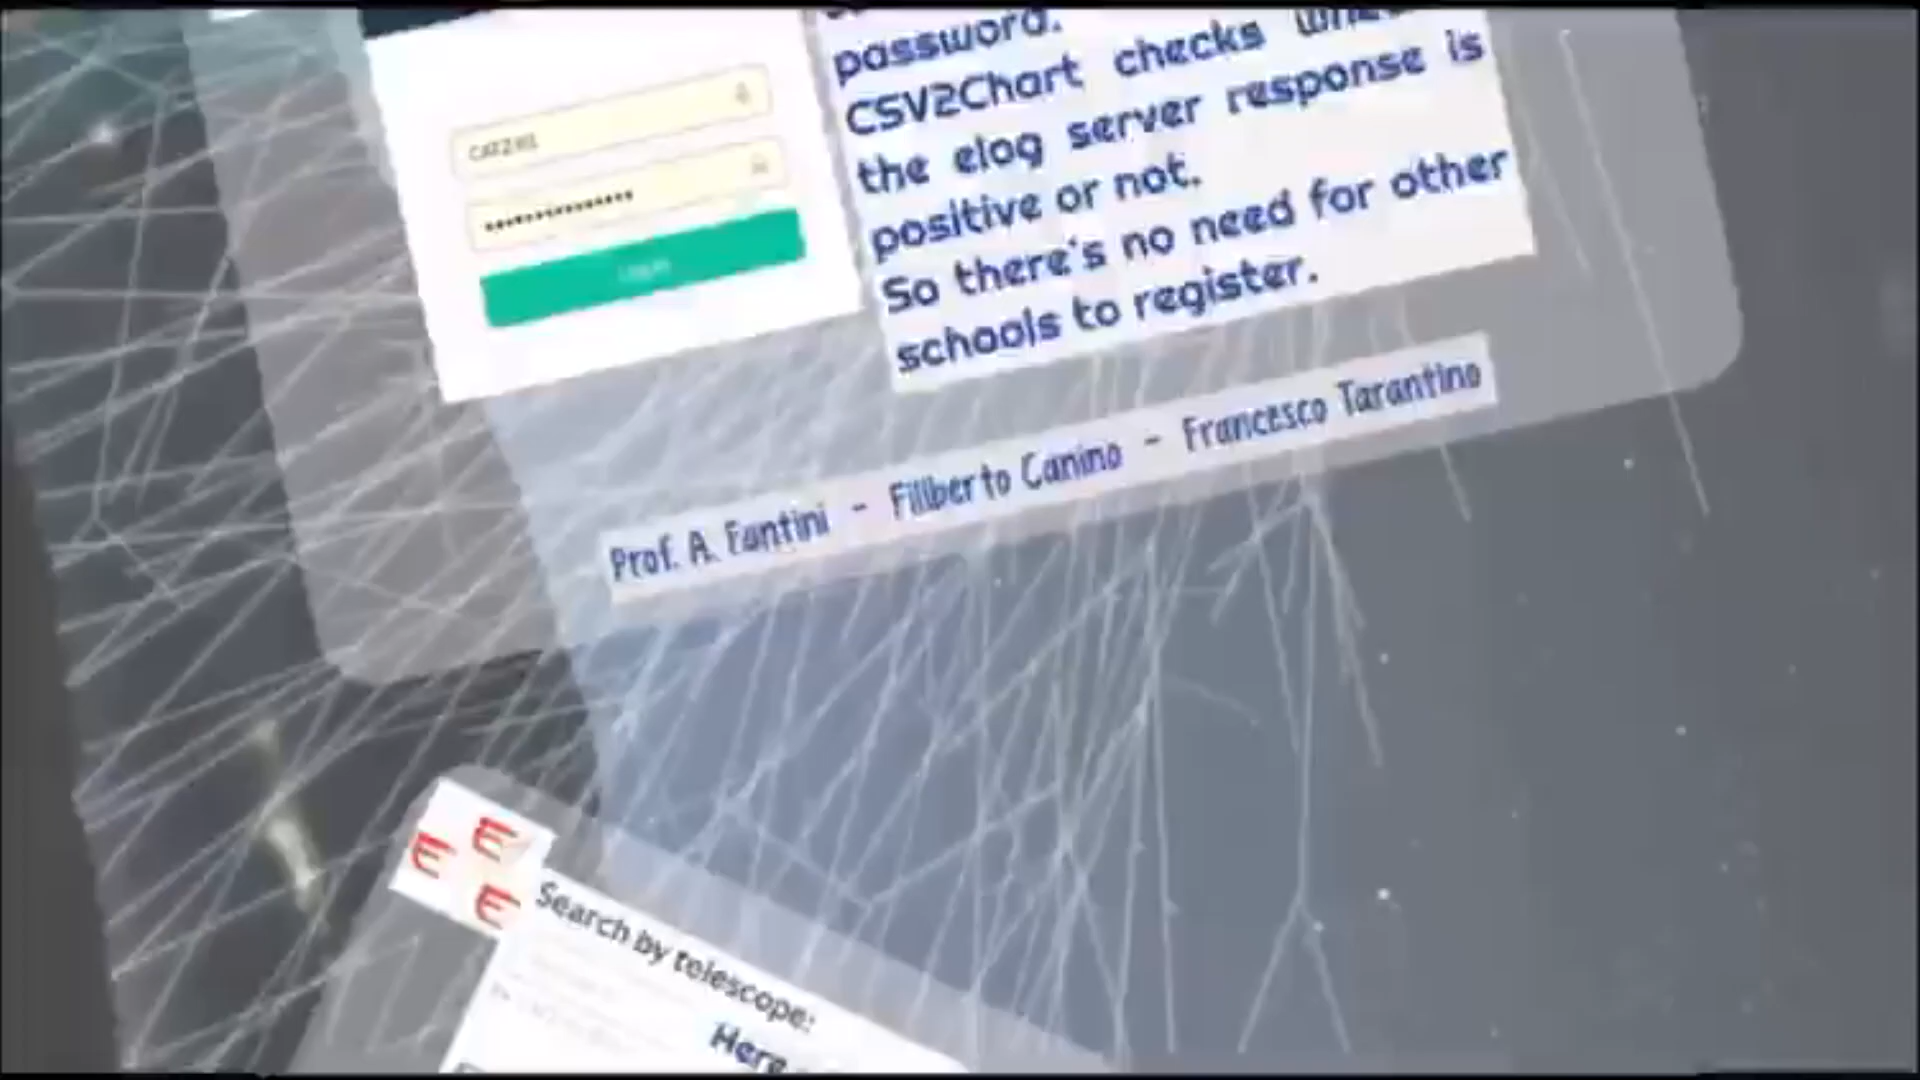 password.
CSV2Chart checks
the elog server response is
positive or not.
So there's no need for other
schools to register.
Prof. A. Fantini - Filiberto Canino - Francesco Tarantino
E
E
E
Search by telescope:
Here